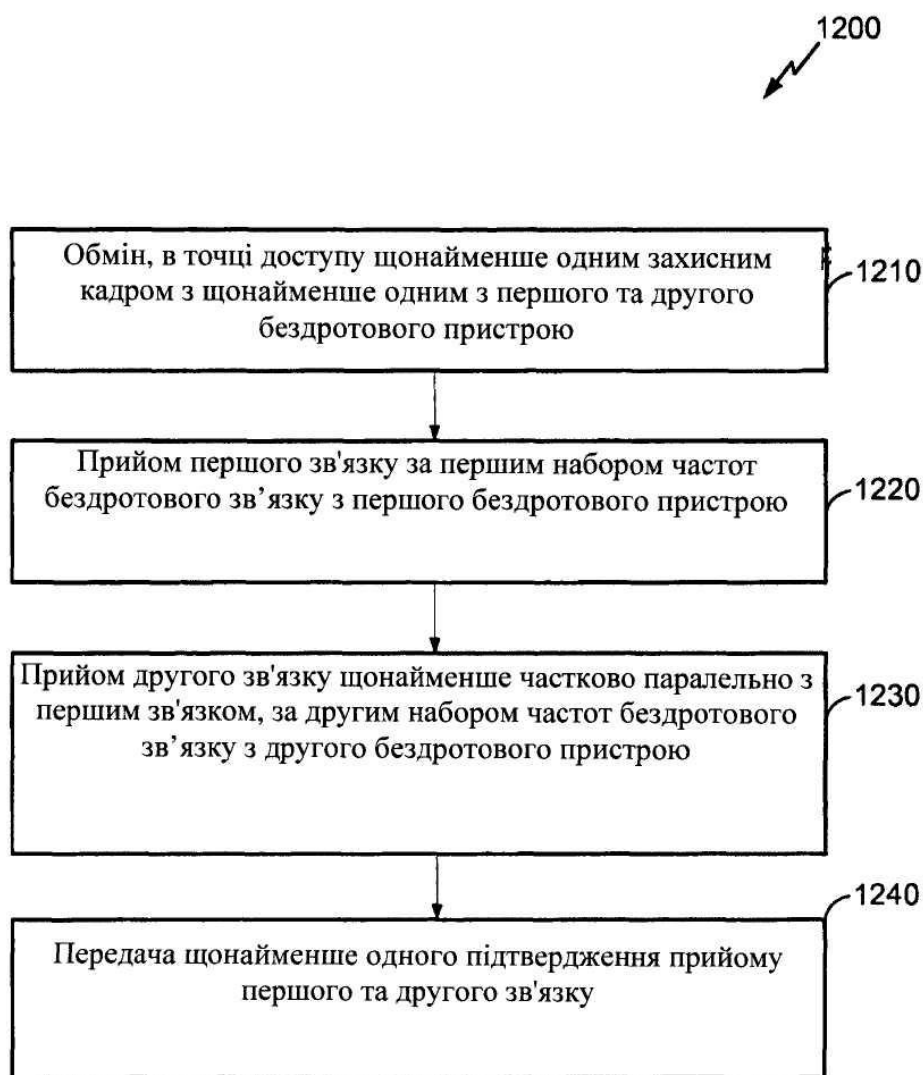 1200
Обмін, в точці доступу щонайменше одним захисним
кадром з щонайменше одним з першого та другого
бездротового пристрою
1210
Прийом першого зв'язку за першим набором частот
бездротового зв’язку з першого бездротового пристрою
1220
Прийом другого зв'язку щонайменше частково паралельно з
першим зв'язком, за другим набором частот бездротового
зв’язку з другого бездротового пристрою
1230
Передача щонайменше одного підтвердження прийому
першого та другого зв'язку
1240